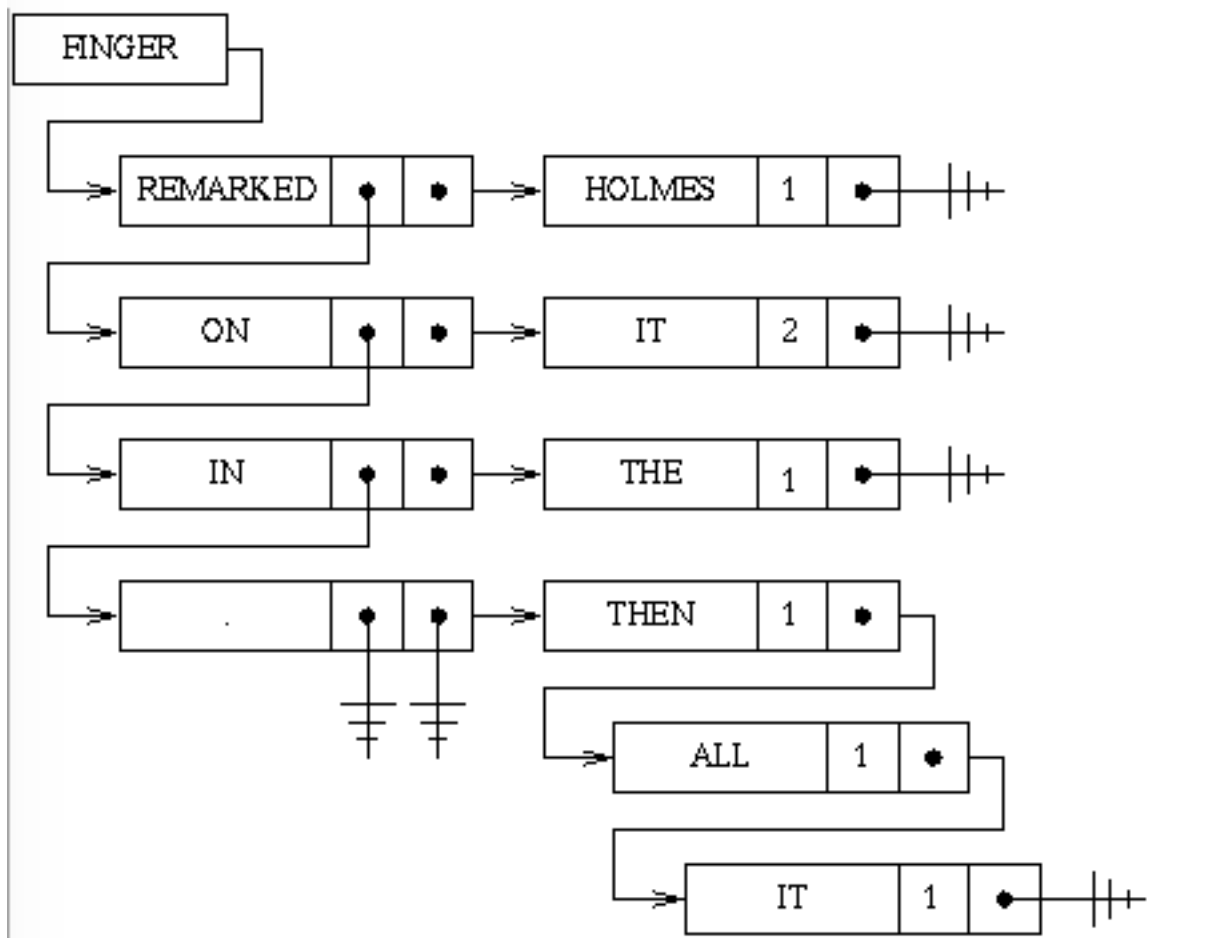 FINGER
REMARKED HOLMES 1
ON IT 2
IN THE 1
. THEN 1
ALL 1
IT 1